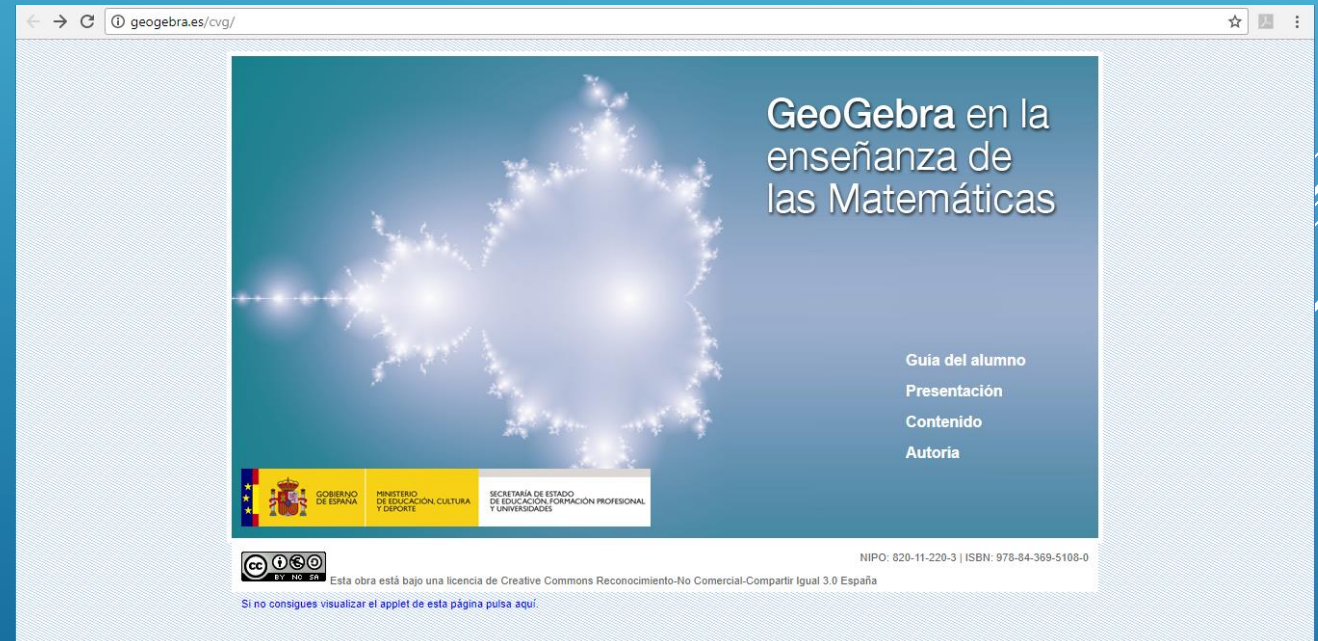 geogebra.es/cvg/
GeoGebra en la
enseñanza de
las Matemáticas
Guía del alumno
Presentación
Contenido
Autoría
GOBIERNO
DE ESPAÑA
MINISTERIO
DE EDUCACIÓN, CULTURA
Y DEPORTE
SECRETARÍA DE ESTADO
DE EDUCACIÓN, FORMACIÓN PROFESIONAL
Y UNIVERSIDADES
NIPO: 820-11-220-3 | ISBN: 978-84-369-5108-0
cc
BY NC SA
Esta obra está bajo una licencia de Creative Commons Reconocimiento-No Comercial-Compartir Igual 3.0 España
Si no consigues visualizar el applet de esta página pulsa aquí.